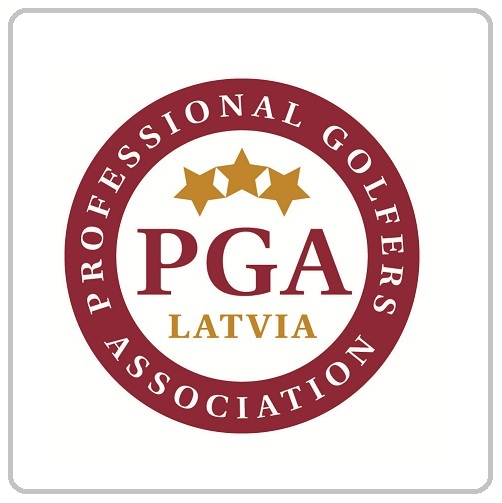 PROFESSIONAL GOLFERS
PGA
LATVIA
ASSOCIATION